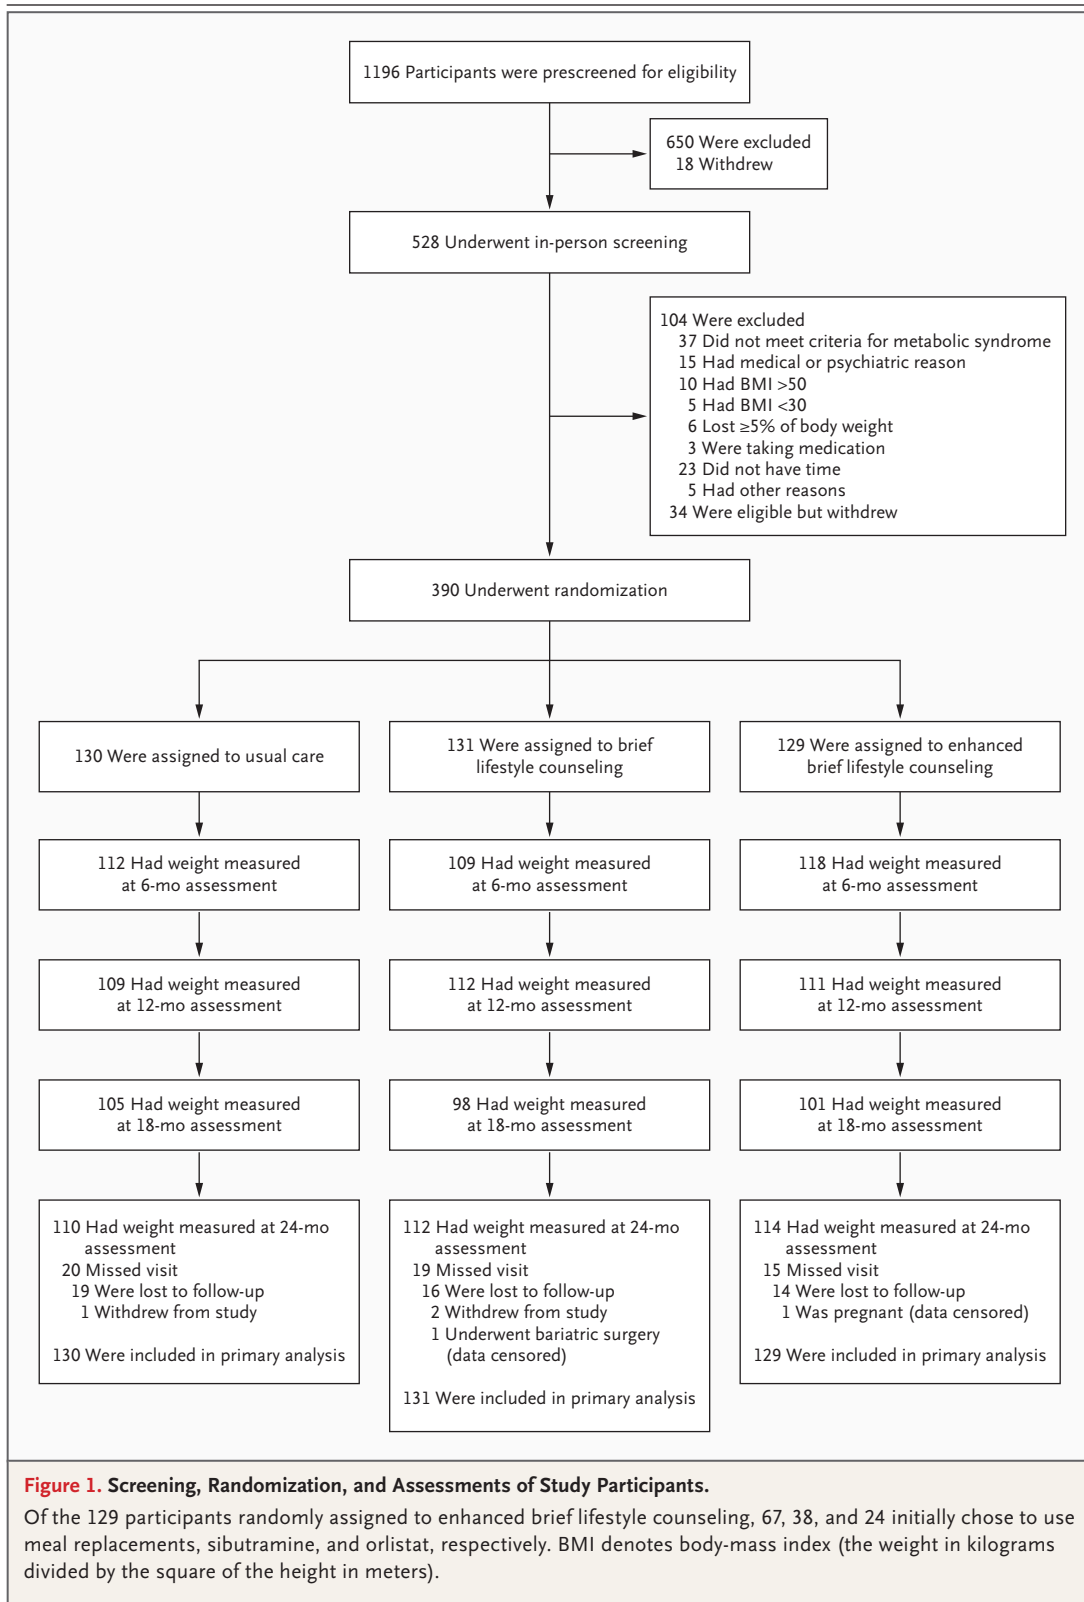 1196 Participants were prescreened for eligibility
650 Were excluded
18 Withdrew
528 Underwent in-person screening
104 Were excluded
37 Did not meet criteria for metabolic syndrome
15 Had medical or psychiatric reason
10 Had BMI >50
5 Had BMI <30
6 Lost ≥5% of body weight
3 Were taking medication
23 Did not have time
5 Had other reasons
34 Were eligible but withdrew
390 Underwent randomization
130 Were assigned to usual care
131 Were assigned to brief
lifestyle counseling
129 Were assigned to enhanced
brief lifestyle counseling
112 Had weight measured
at 6-mo assessment
109 Had weight measured
at 6-mo assessment
118 Had weight measured
at 6-mo assessment
109 Had weight measured
at 12-mo assessment
112 Had weight measured
at 12-mo assessment
111 Had weight measured
at 12-mo assessment
105 Had weight measured
at 18-mo assessment
98 Had weight measured
at 18-mo assessment
101 Had weight measured
at 18-mo assessment
110 Had weight measured at 24-mo
assessment
20 Missed visit
19 Were lost to follow-up
1 Withdrew from study
130 Were included in primary analysis
112 Had weight measured at 24-mo
assessment
19 Missed visit
16 Were lost to follow-up
2 Withdrew from study
1 Underwent bariatric surgery
(data censored)
131 Were included in primary analysis
114 Had weight measured at 24-mo
assessment
15 Missed visit
14 Were lost to follow-up
1 Was pregnant (data censored)
129 Were included in primary analysis
Figure 1. Screening, Randomization, and Assessments of Study Participants.
Of the 129 participants randomly assigned to enhanced brief lifestyle counseling, 67, 38, and 24 initially chose to use
meal replacements, sibutramine, and orlistat, respectively. BMI denotes body-mass index (the weight in kilograms
divided by the square of the height in meters).